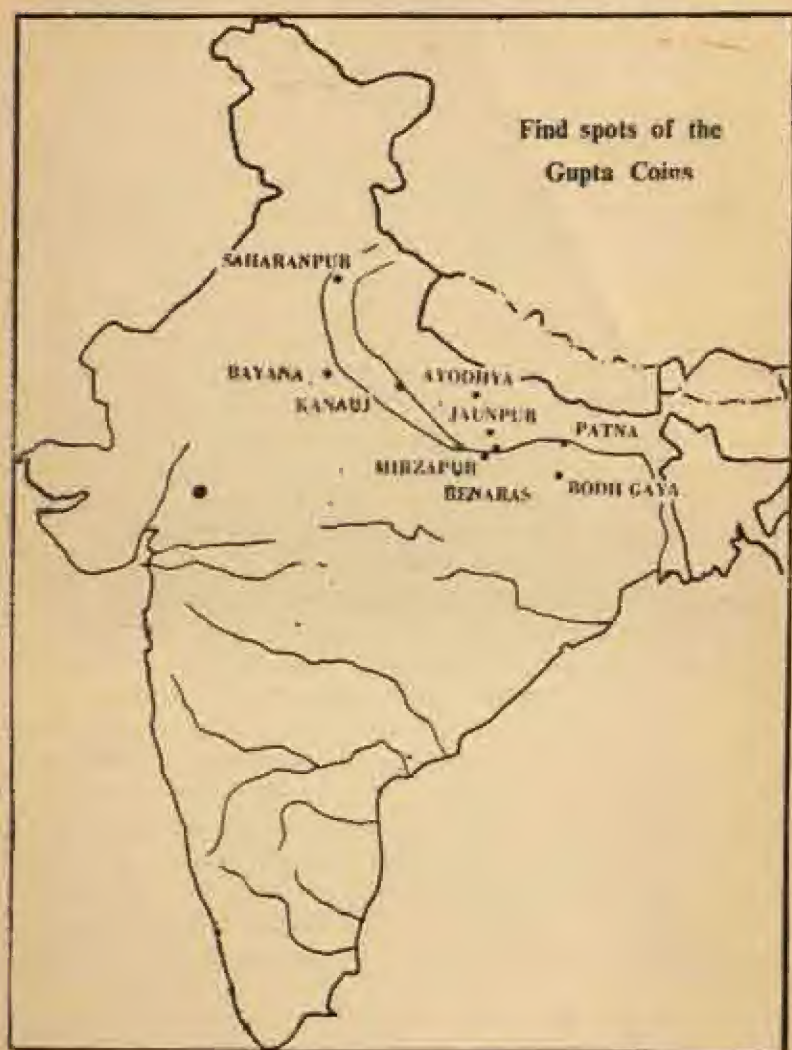 Find spots of the
Gupta Coins
SAHARANPUR
BAYANA
KANAUJ
AYODHYA
JAUNPUR
PATNA
MIRZAPUR
BENARAS
BODH GAYA